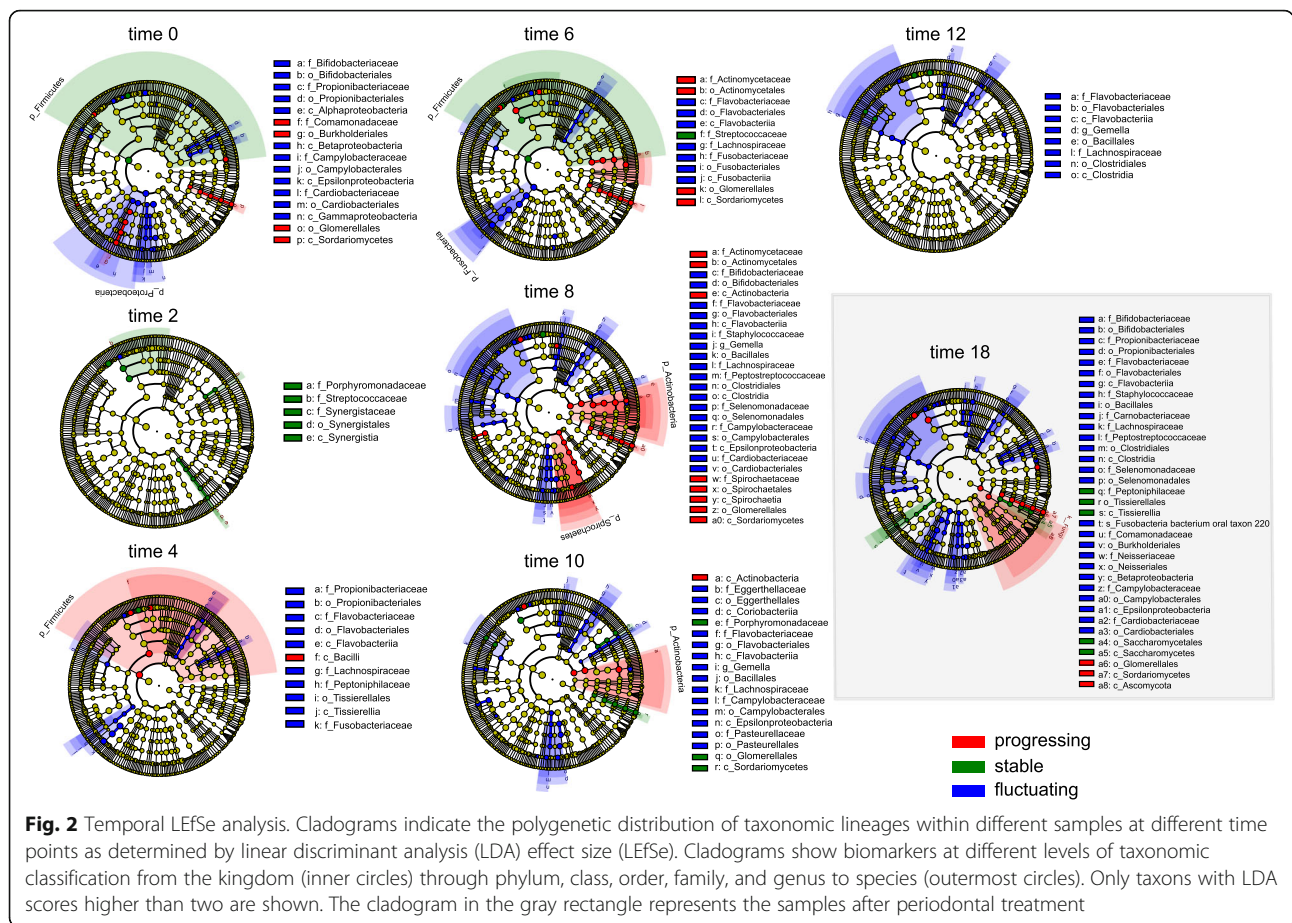 time 0
p_Firmicutes
p_Proteobacteria
a: f_Bifidobacteriaceae
b: o_Bifidobacteriales
c: f_Propionibacteriaceae
d: o_Propionibacteriales
e: c_Alphaproteobacteria
f: f_Comamonadaceae
g: o_Burkholderiales
h: c_Betaproteobacteria
i: f_Campylobacteraceae
j: o_Campylobacterales
k: c_Epsilonproteobacteria
l: f_Cardiobacteriaceae
m: o_Cardiobacteriales
n: c_Gammaproteobacteria
o: o_Glomerellales
p: c_Sordariomycetes
time 2
a: f_Porphyromonadaceae
b: f_Streptococcaceae
c: f_Synergistaceae
d: o_Synergistales
e: c_Synergistia
time 4
p_Firmicutes
a: f_Propionibacteriaceae
b: o_Propionibacteriales
c: f_Flavobacteriaceae
d: o_Flavobacteriales
e: c_Flavobacteriia
f: c_Bacilli
g: f_Lachnospiraceae
h: f_Peptoniphilaceae
i: o_Tissierellales
j: c_Tissierellia
k: f_Fusobacteriaceae
time 6
p_Firmicutes
p_Fusobacteria
a: f_Actinomycetaceae
b: o_Actinomycetales
c: f_Flavobacteriaceae
d: o_Flavobacteriales
e: c_Flavobacteriia
f: f_Streptococcaceae
g: f_Lachnospiraceae
h: f_Fusobacteriaceae
i: o_Fusobacteriales
j: c_Fusobacteriia
k: o_Glomerellales
l: c_Sordariomycetes
time 8
p_Actinobacteria
p_Spirochaetes
a: f_Actinomycetaceae
b: o_Actinomycetales
c: f_Bifidobacteriaceae
d: o_Bifidobacteriales
e: c_Actinobacteria
f: f_Flavobacteriaceae
g: o_Flavobacteriales
h: c_Flavobacteriia
i: f_Staphylococcaceae
j: g_Gemella
k: o_Bacillales
l: f_Lachnospiraceae
m: f_Peptostreptococcaceae
n: o_Clostridiales
o: c_Clostridia
p: f_Selenomonadaceae
q: o_Selenomonadales
r: f_Campylobacteraceae
s: o_Campylobacterales
t: c_Epsilonproteobacteria
u: f_Cardiobacteriaceae
v: o_Cardiobacteriales
w: f_Spirochaetaceae
x: o_Spirochaetales
y: c_Spirochaetia
z: o_Glomerellales
a0: c_Sordariomycetes
time 10
p_Actinobacteria
a: c_Actinobacteria
b: f_Eggerthellaceae
c: o_Eggerthellales
d: c_Coriobacteriia
e: f_Porphyromonadaceae
f: f_Flavobacteriaceae
g: o_Flavobacteriales
h: c_Flavobacteriia
i: g_Gemella
j: o_Bacillales
k: f_Lachnospiraceae
l: f_Campylobacteraceae
m: o_Campylobacterales
n: c_Epsilonproteobacteria
o: f_Pasteurellaceae
p: o_Pasteurellales
q: o_Glomerellales
r: c_Sordariomycetes
time 12
a: f_Flavobacteriaceae
b: o_Flavobacteriales
c: c_Flavobacteriia
d: g_Gemella
e: o_Bacillales
l: f_Lachnospiraceae
n: o_Clostridiales
o: c_Clostridia
time 18
k_Fungi
a: f_Bifidobacteriaceae
b: o_Bifidobacteriales
c: f_Propionibacteriaceae
d: o_Propionibacteriales
e: f_Flavobacteriales
f: o_Flavobacteriales
g: c_Flavobacteriia
h: f_Staphylococcaceae
i: o_Bacillales
j: f_Carnobacteriaceae
k: f_Lachnospiraceae
l: f_Peptostreptococcaceae
m: o_Clostridiales
n: c_Clostridia
o: f_Selenomonadaceae
p: o_Selenomonadales
q: f_Peptoniphilaceae
r o_Tissierellales
s: c_Tissierellia
t: s_Fusobacteria bacterium oral taxon 220
u: f_Comamonadaceae
v: o_Burkholderiales
w: f_Neisseriaceae
x: o_Neisseriales
y: c_Betaproteobacteria
z: f_Campylobacteraceae
a0: o_Campylobacterales
a1: c_Epsilonproteobacteria
a2: f_Cardiobacteriaceae
a3: o_Cardiobacteriales
a4: o_Saccharomycetales
a5: c_Saccharomycetes
a6: o_Glomerellales
a7: c_Sordariomycetes
a8: c_Ascomycota
progressing
stable
fluctuating
Fig. 2 Temporal LEfSe analysis. Cladograms indicate the polygenetic distribution of taxonomic lineages within different samples at different time
points as determined by linear discriminant analysis (LDA) effect size (LEfSe). Cladograms show biomarkers at different levels of taxonomic
classification from the kingdom (inner circles) through phylum, class, order, family, and genus to species (outermost circles). Only taxons with LDA
scores higher than two are shown. The cladogram in the gray rectangle represents the samples after periodontal treatment